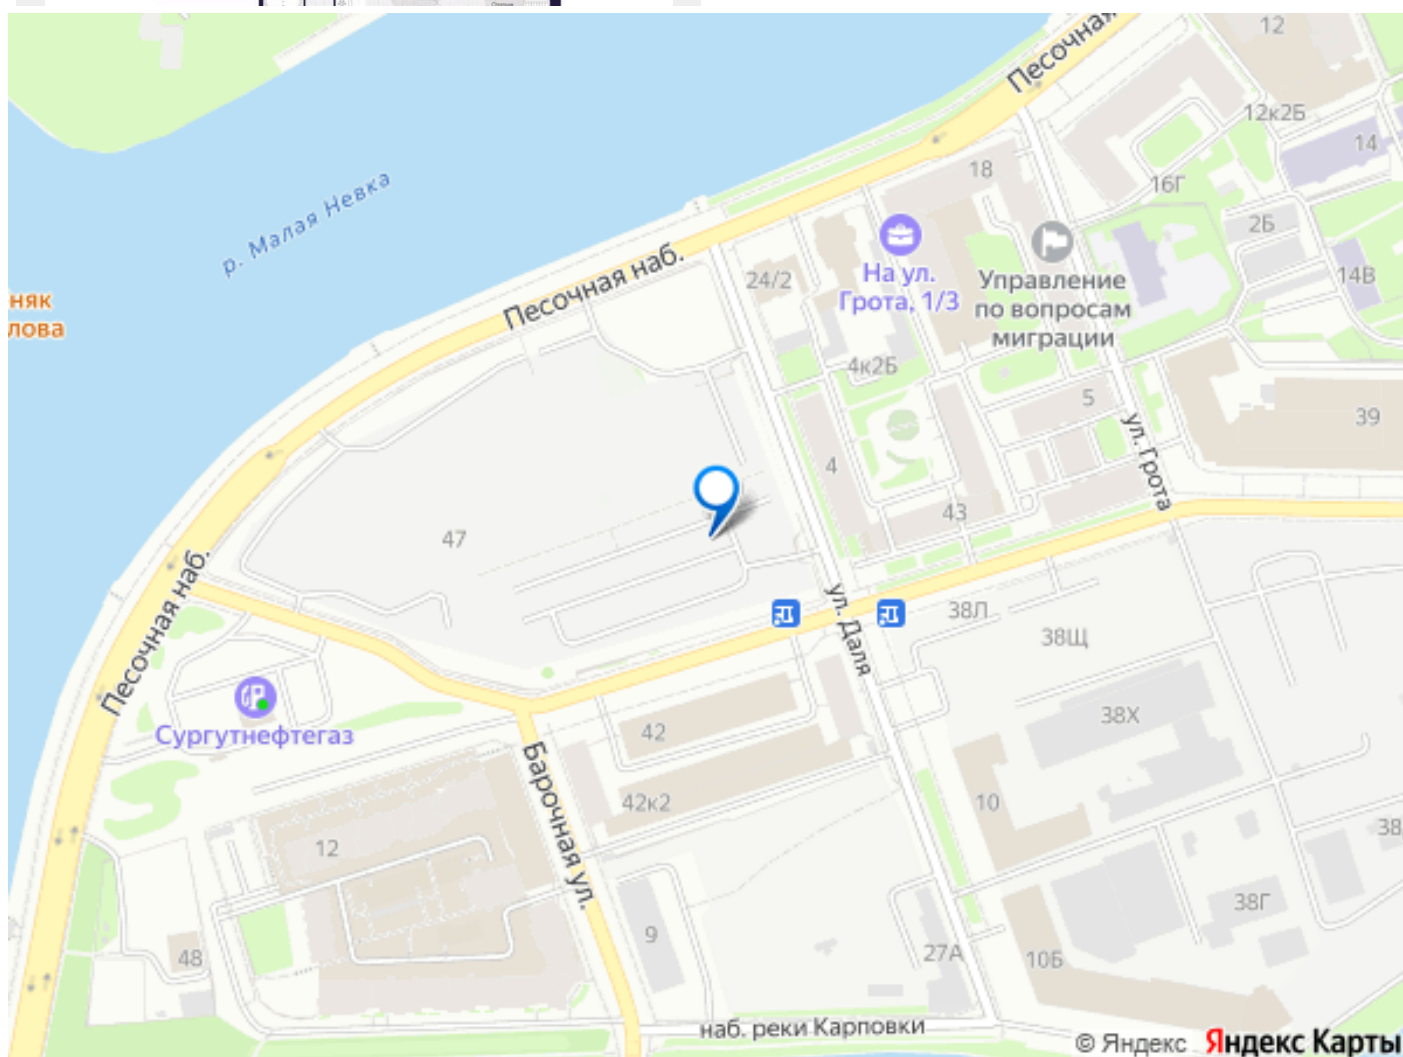 Песочная
12
12к2Б
14
18
16Г
2Б
р. Малая Невка
На ул.
Грота, 1/3
Управление
по вопросам
миграции
24/2
14В
Песочная наб.
няк
лова
4к2Б
5
39
ул. Грота
4
43
47
Песочная наб.
ул. Даля
38Л
38Щ
Сургутнефтегаз
42
38Х
Барочная ул.
42к2
10
38
12
38Г
9
48
27А
10Б
наб. реки Карповки
© Яндекс Яндекс Карты